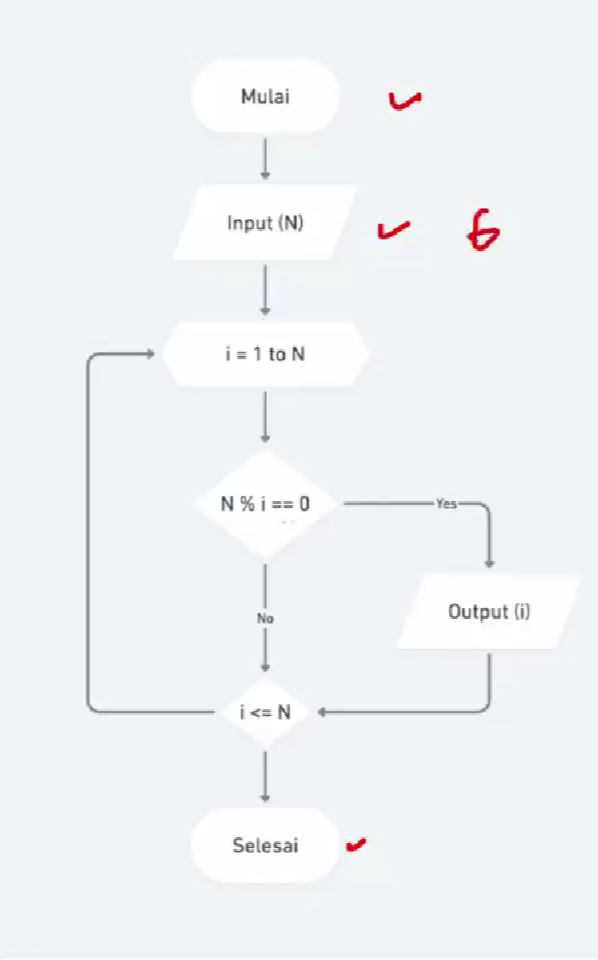 Mulai
Input (N)
6
i = 1 to N
N % i == 0
Yes
Output (i)
No
i <= N
Selesai